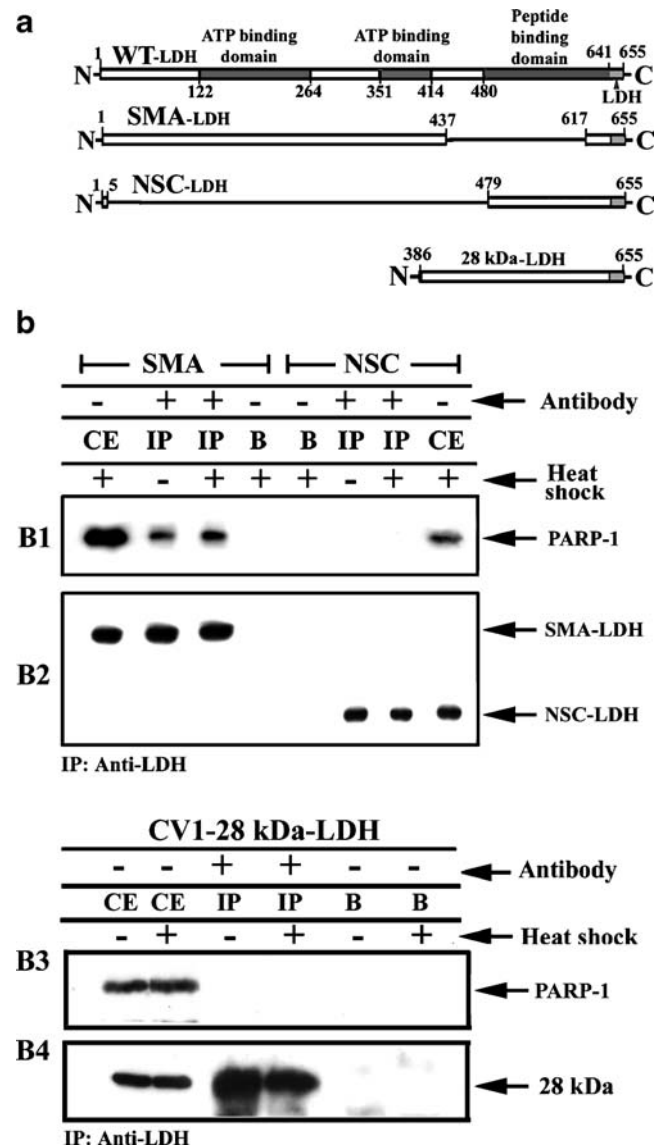 a
ATP binding domain
ATP binding domain
Peptide binding domain
1 641 655
N WT-LDH C
122 264 351 414 480 LDH
1 SMA-LDH 437 617 655
N C
1 5 NSC-LDH 479 655
N C
386 28 kDa-LDH 655
N C
b
SMA NSC
- + + - - + + - Antibody
CE IP IP B B IP IP CE
+ - + + + - + + Heat shock
B1 PARP-1
SMA-LDH
B2
NSC-LDH
IP: Anti-LDH
CV1-28 kDa-LDH
- - + + - - Antibody
CE CE IP IP B B
- + - + - + Heat shock
B3
PARP-1
B4
28 kDa
IP: Anti-LDH